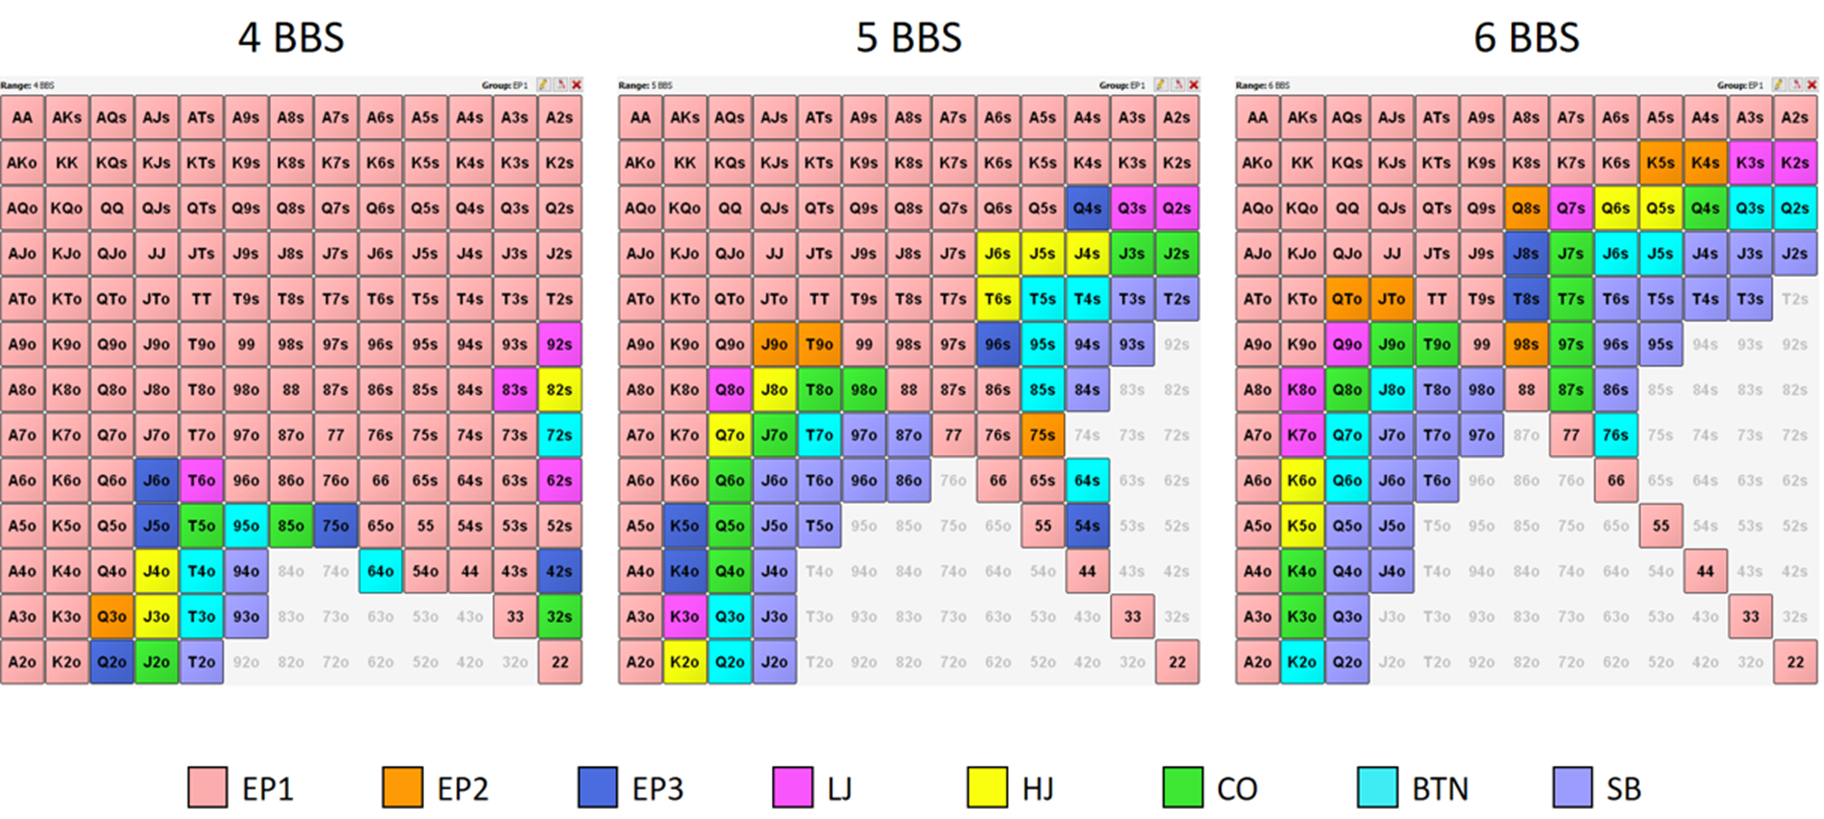 4 BBS 5 BBS 6 BBS
Range: 4 BBS Group: EP1 Range: 5 BBS Group: EP1 Range: 6 BBS Group: EP1
AA AKs AQs AJs ATs A9s A8s A7s A6s A5s A4s A3s A2s AA AKs AQs AJs ATs A9s A8s A7s A6s A5s A4s A3s A2s AA AKs AQs AJs ATs A9s A8s A7s A6s A5s A4s A3s A2s
AKo KK KQs KJs KTs K9s K8s K7s K6s K5s K4s K3s K2s AKo KK KQs KJs KTs K9s K8s K7s K6s K5s K4s K3s K2s AKo KK KQs KJs KTs K9s K8s K7s K6s K5s K4s K3s K2s
AQo KQo QQ QJs QTs Q9s Q8s Q7s Q6s Q5s Q4s Q3s Q2s AQo KQo QQ QJs QTs Q9s Q8s Q7s Q6s Q5s Q4s Q3s Q2s AQo KQo QQ QJs QTs Q9s Q8s Q7s Q6s Q5s Q4s Q3s Q2s
AJo KJo QJo JJ JTs J9s J8s J7s J6s J5s J4s J3s J2s AJo KJo QJo JJ JTs J9s J8s J7s J6s J5s J4s J3s J2s AJo KJo QJo JJ JTs J9s J8s J7s J6s J5s J4s J3s J2s
ATo KTo QTo JTo TT T9s T8s T7s T6s T5s T4s T3s T2s ATo KTo QTo JTo TT T9s T8s T7s T6s T5s T4s T3s T2s ATo KTo QTo JTo TT T9s T8s T7s T6s T5s T4s T3s T2s
A9o K9o Q9o J9o T9o 99 98s 97s 96s 95s 94s 93s 92s A9o K9o Q9o J9o T9o 99 98s 97s 96s 95s 94s 93s 92s A9o K9o Q9o J9o T9o 99 98s 97s 96s 95s 94s 93s 92s
A8o K8o Q8o J8o T8o 98o 88 87s 86s 85s 84s 83s 82s A8o K8o Q8o J8o T8o 98o 88 87s 86s 85s 84s 83s 82s A8o K8o Q8o J8o T8o 98o 88 87s 86s 85s 84s 83s 82s
A7o K7o Q7o J7o T7o 97o 87o 77 76s 75s 74s 73s 72s A7o K7o Q7o J7o T7o 97o 87o 77 76s 75s 74s 73s 72s A7o K7o Q7o J7o T7o 97o 87o 77 76s 75s 74s 73s 72s
A6o K6o Q6o J6o T6o 96o 86o 76o 66 65s 64s 63s 62s A6o K6o Q6o J6o T6o 96o 86o 76o 66 65s 64s 63s 62s A6o K6o Q6o J6o T6o 96o 86o 76o 66 65s 64s 63s 62s
A5o K5o Q5o J5o T5o 95o 85o 75o 65o 55 54s 53s 52s A5o K5o Q5o J5o T5o 95o 85o 75o 65o 55 54s 53s 52s A5o K5o Q5o J5o T5o 95o 85o 75o 65o 55 54s 53s 52s
A4o K4o Q4o J4o T4o 94o 84o 74o 64o 54o 44 43s 42s A4o K4o Q4o J4o T4o 94o 84o 74o 64o 54o 44 43s 42s A4o K4o Q4o J4o T4o 94o 84o 74o 64o 54o 44 43s 42s
A3o K3o Q3o J3o T3o 93o 83o 73o 63o 53o 43o 33 32s A3o K3o Q3o J3o T3o 93o 83o 73o 63o 53o 43o 33 32s A3o K3o Q3o J3o T3o 93o 83o 73o 63o 53o 43o 33 32s
A2o K2o Q2o J2o T2o 92o 82o 72o 62o 52o 42o 32o 22 A2o K2o Q2o J2o T2o 92o 82o 72o 62o 52o 42o 32o 22 A2o K2o Q2o J2o T2o 92o 82o 72o 62o 52o 42o 32o 22
EP1 EP2 EP3 LJ HJ CO BTN SB